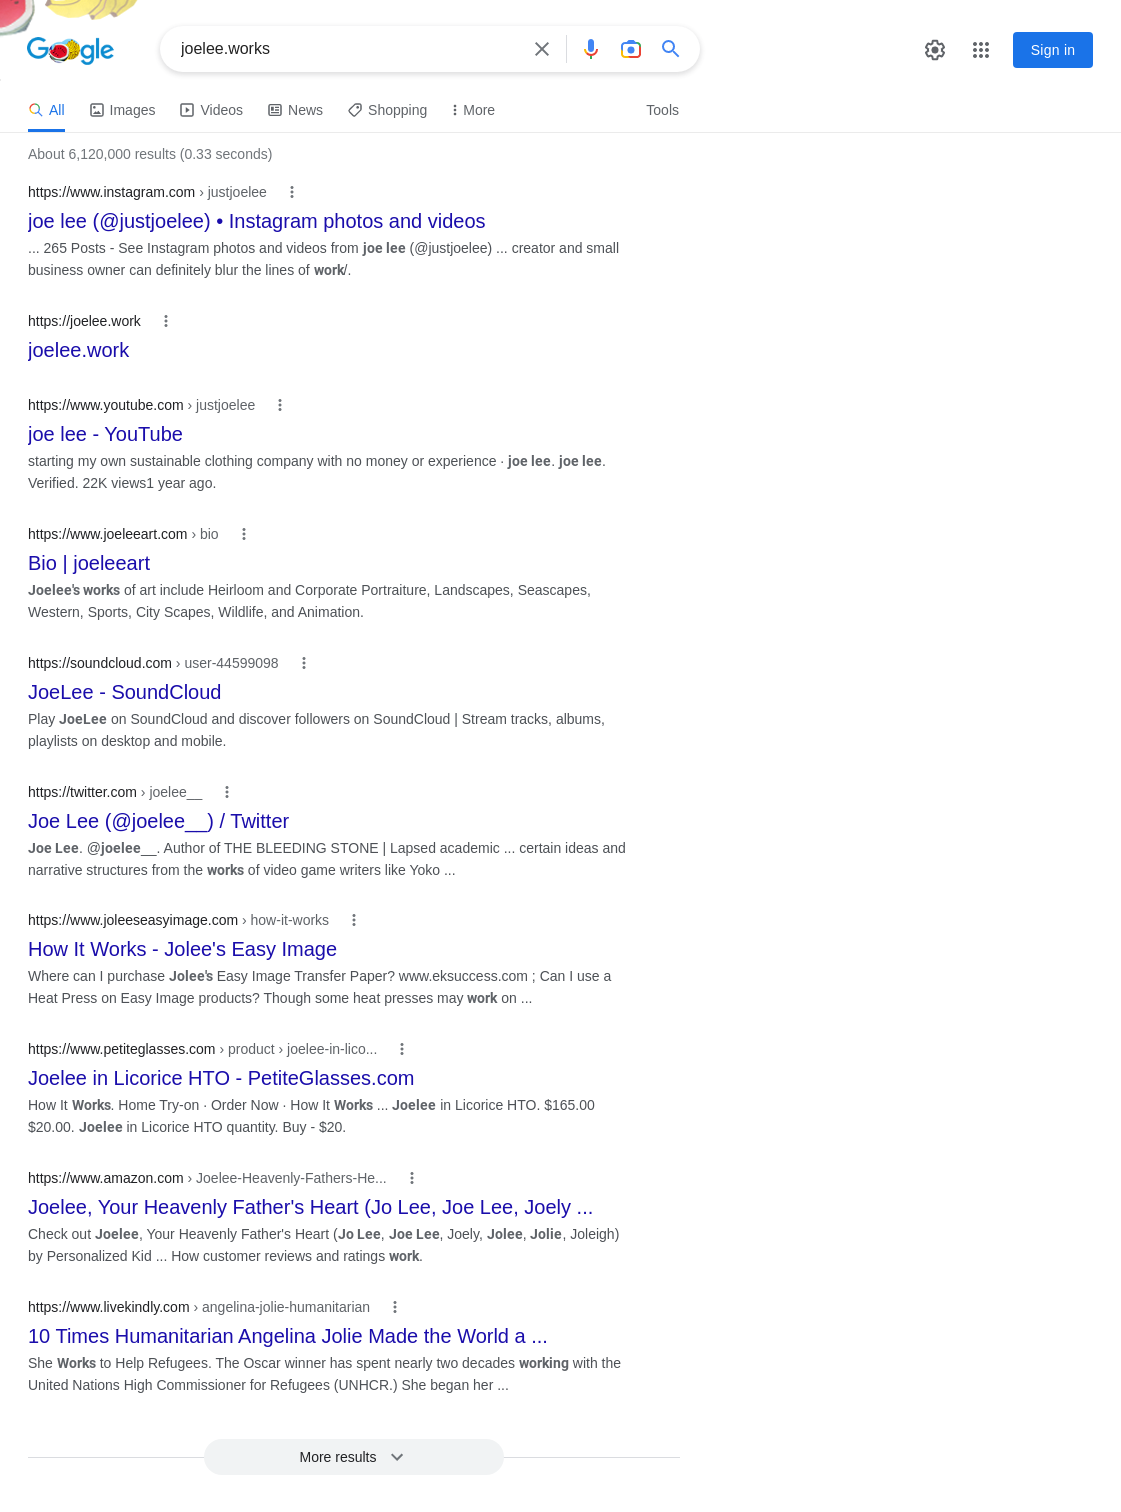 Google
joelee.works
Sign in
All Images Videos News Shopping More Tools
About 6,120,000 results (0.33 seconds)
https://www.instagram.com › justjoelee
joe lee (@justjoelee) • Instagram photos and videos
... 265 Posts - See Instagram photos and videos from joe lee (@justjoelee) ... creator and small
business owner can definitely blur the lines of work/.
https://joelee.work
joelee.work
https://www.youtube.com › justjoelee
joe lee - YouTube
starting my own sustainable clothing company with no money or experience · joe lee. joe lee.
Verified. 22K views1 year ago.
https://www.joeleeart.com › bio
Bio | joeleeart
Joelee's works of art include Heirloom and Corporate Portraiture, Landscapes, Seascapes,
Western, Sports, City Scapes, Wildlife, and Animation.
https://soundcloud.com › user-44599098
JoeLee - SoundCloud
Play JoeLee on SoundCloud and discover followers on SoundCloud | Stream tracks, albums,
playlists on desktop and mobile.
https://twitter.com › joelee__
Joe Lee (@joelee__) / Twitter
Joe Lee. @joelee__. Author of THE BLEEDING STONE | Lapsed academic ... certain ideas and
narrative structures from the works of video game writers like Yoko ...
https://www.joleeseasyimage.com › how-it-works
How It Works - Jolee's Easy Image
Where can I purchase Jolee's Easy Image Transfer Paper? www.eksuccess.com ; Can I use a
Heat Press on Easy Image products? Though some heat presses may work on ...
https://www.petiteglasses.com › product › joelee-in-lico...
Joelee in Licorice HTO - PetiteGlasses.com
How It Works. Home Try-on · Order Now · How It Works ... Joelee in Licorice HTO. $165.00
$20.00. Joelee in Licorice HTO quantity. Buy - $20.
https://www.amazon.com › Joelee-Heavenly-Fathers-He...
Joelee, Your Heavenly Father's Heart (Jo Lee, Joe Lee, Joely ...
Check out Joelee, Your Heavenly Father's Heart (Jo Lee, Joe Lee, Joely, Jolee, Jolie, Joleigh)
by Personalized Kid ... How customer reviews and ratings work.
https://www.livekindly.com › angelina-jolie-humanitarian
10 Times Humanitarian Angelina Jolie Made the World a ...
She Works to Help Refugees. The Oscar winner has spent nearly two decades working with the
United Nations High Commissioner for Refugees (UNHCR.) She began her ...
More results